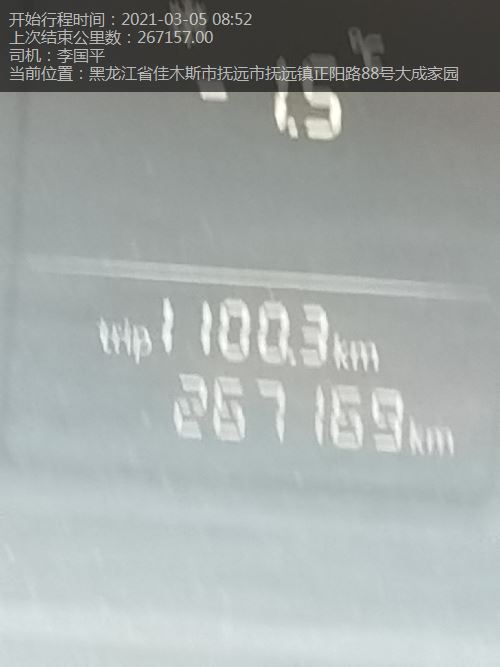 开始行程时间：2021-03-05 08:52
上次结束公里数：267157.00
司机：李国平
当前位置：黑龙江省佳木斯市抚远市抚远镇正阳路88号大成家园
1.5
trip 1 100.3 km
267169 km